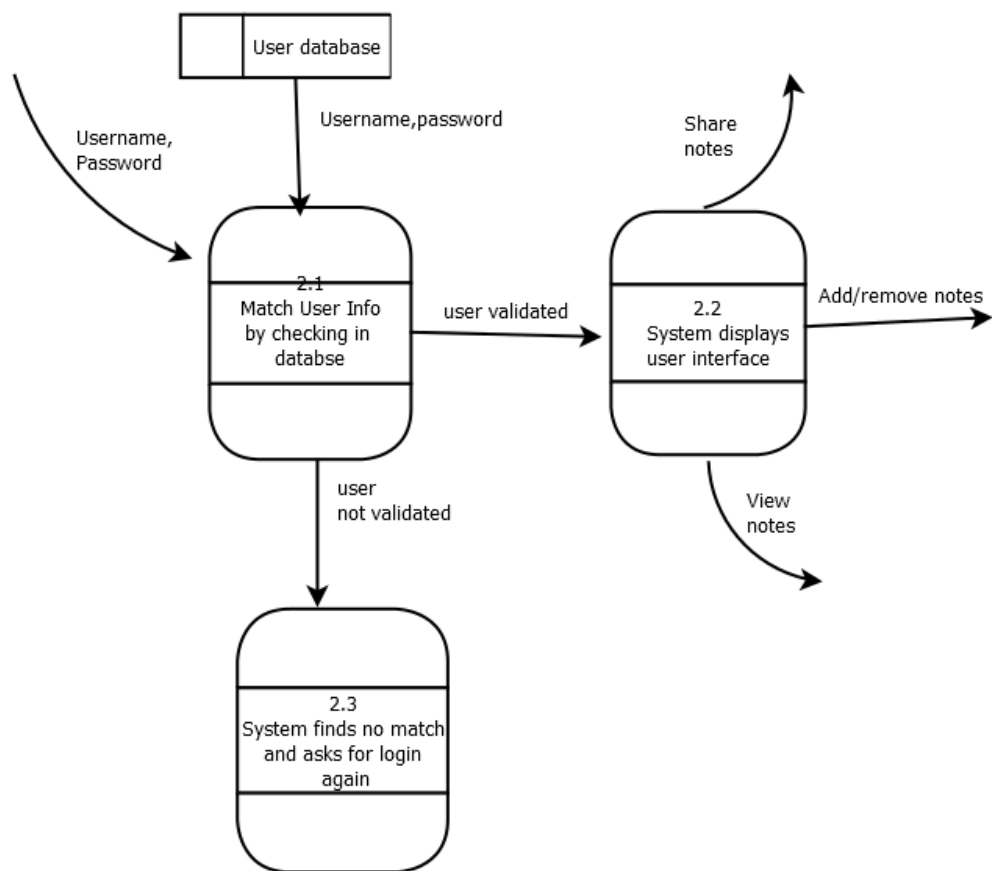 User database
Username,
Password
Username,password
Share
notes
2.1
Match User Info
by checking in
databse
user validated
2.2
System displays
user interface
Add/remove notes
user
not validated
View
notes
2.3
System finds no match
and asks for login
again